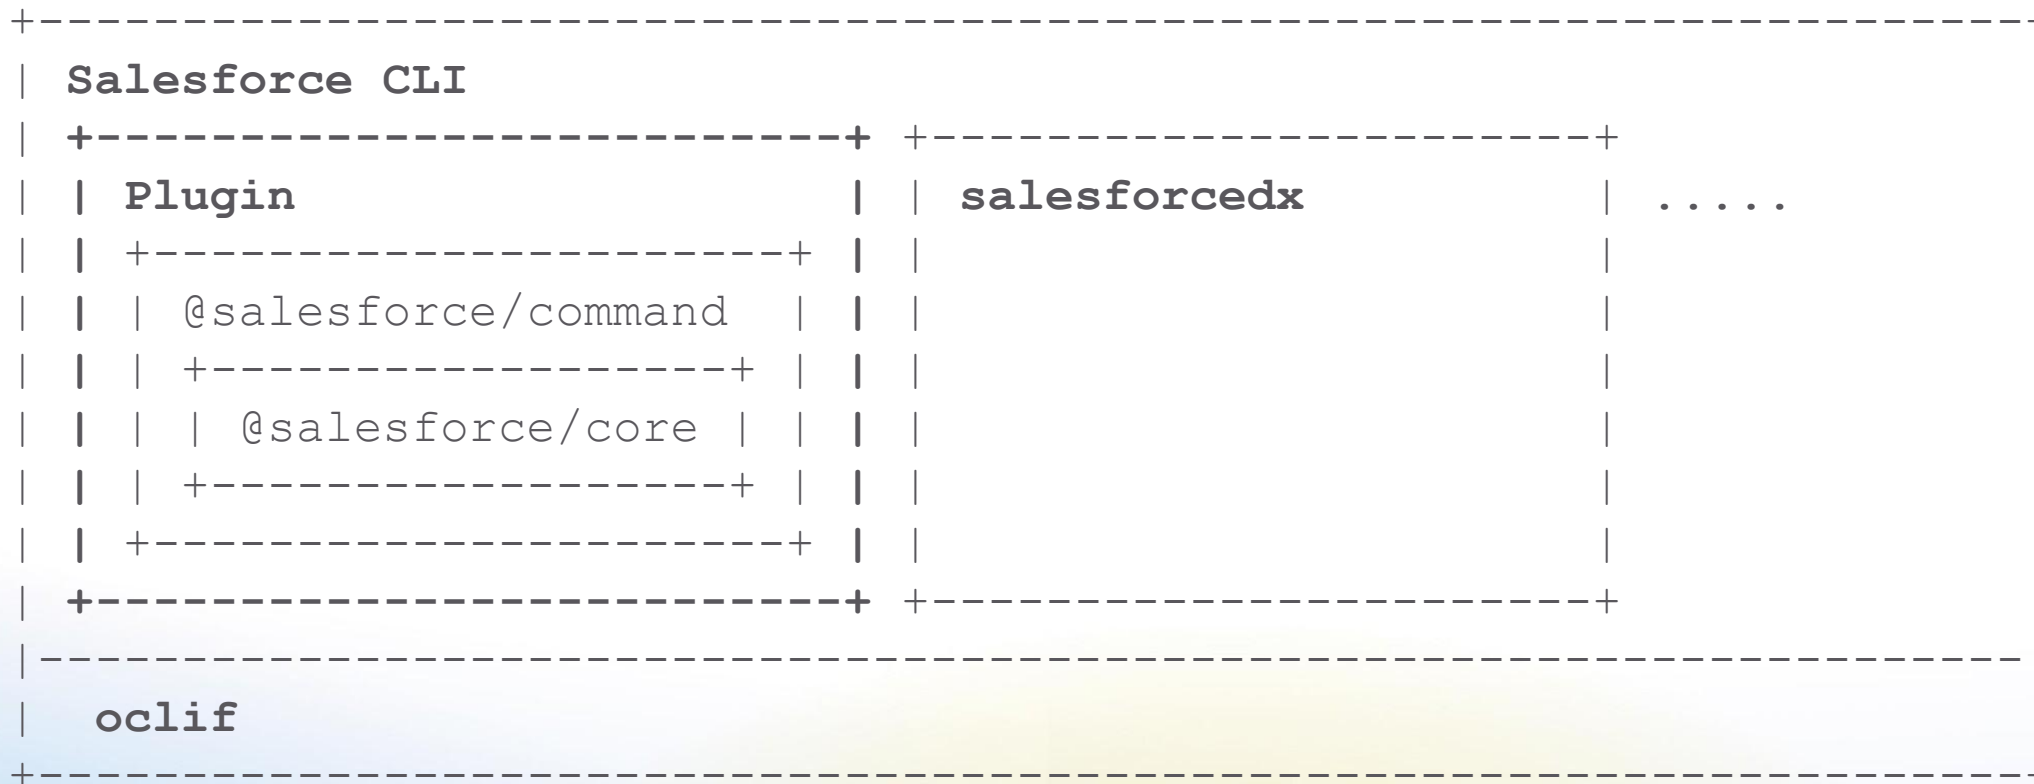 +----------------------------------------------------------------------
| Salesforce CLI
| +--------------------------+ +-----------------------+
| | Plugin                   | | salesforcedx          | .....
| | +----------------------+ | |                       |
| | | @salesforce/command  | | |                       |
| | | +------------------+ | | |                       |
| | | | @salesforce/core | | | |                       |
| | | +------------------+ | | |                       |
| | +----------------------+ | |                       |
| +--------------------------+ +-----------------------+
|---------------------------------------------------------------------
|  oclif
+----------------------------------------------------------------------